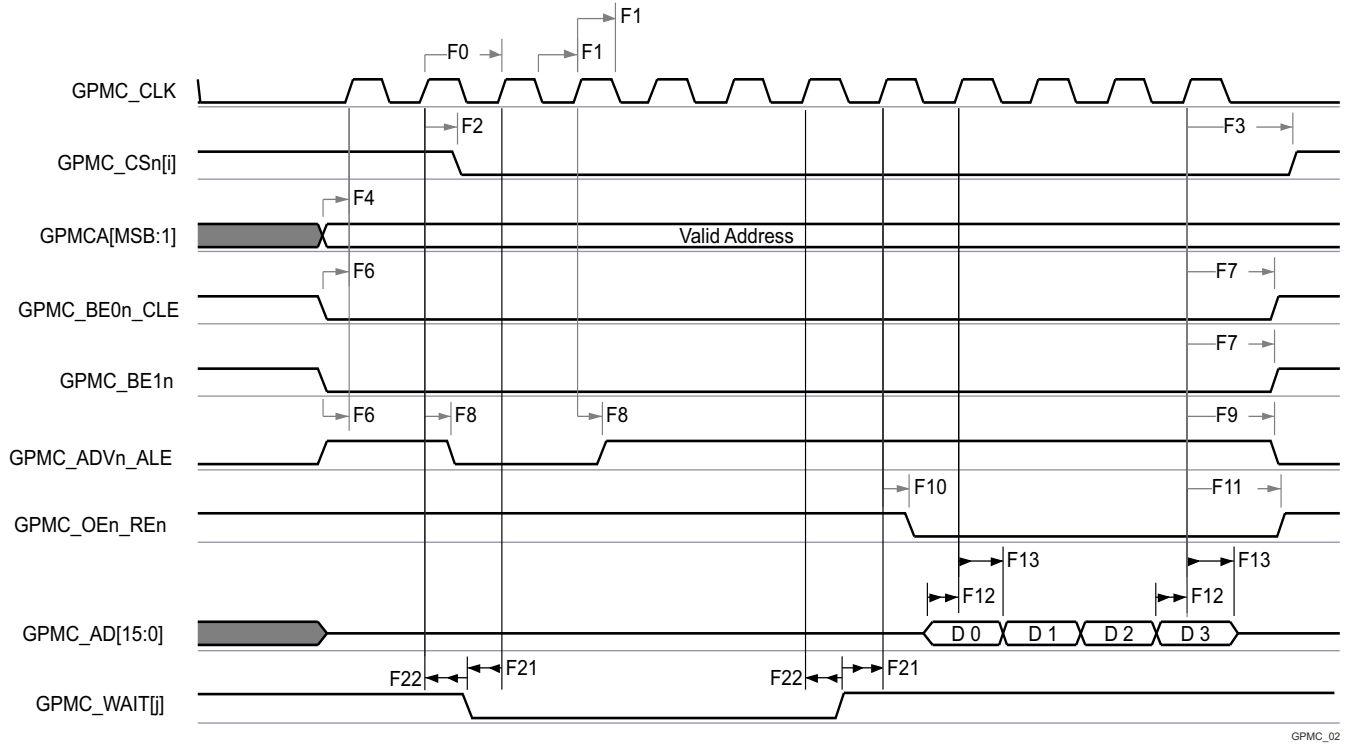 F1
F0
F1
GPMC_CLK
F2
F3
GPMC_CSn[i]
F4
GPMCA[MSB:1]
Valid Address
F6
F7
GPMC_BE0n_CLE
F7
GPMC_BE1n
F6
F8
F8
F9
GPMC_ADVn_ALE
F10
F11
GPMC_OEn_REn
F13
F13
F12
F12
GPMC_AD[15:0]
D 0
D 1
D 2
D 3
F22
F21
F22
F21
GPMC_WAIT[j]
GPMC_02